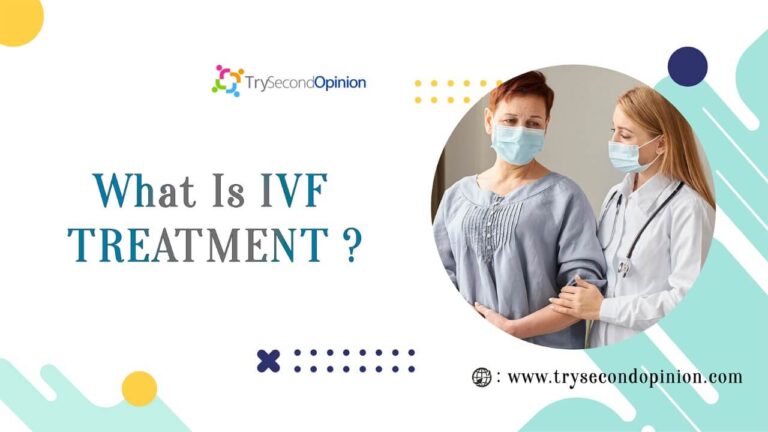 TrySecondOpinion
What Is IVF
TREATMENT ?
: www.trysecondopinion.com